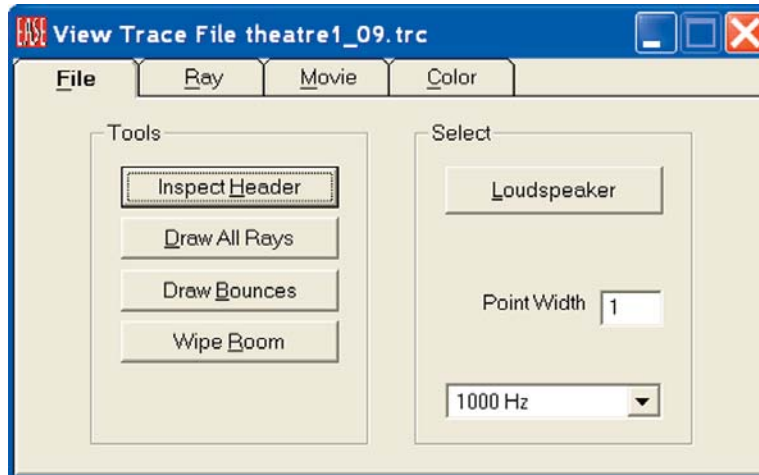 EASE View Trace File theatre1_09.trc
File Ray Movie Color
Tools
Inspect Header
Draw All Rays
Draw Bounces
Wipe Room
Select
Loudspeaker
Point Width 1
1000 Hz